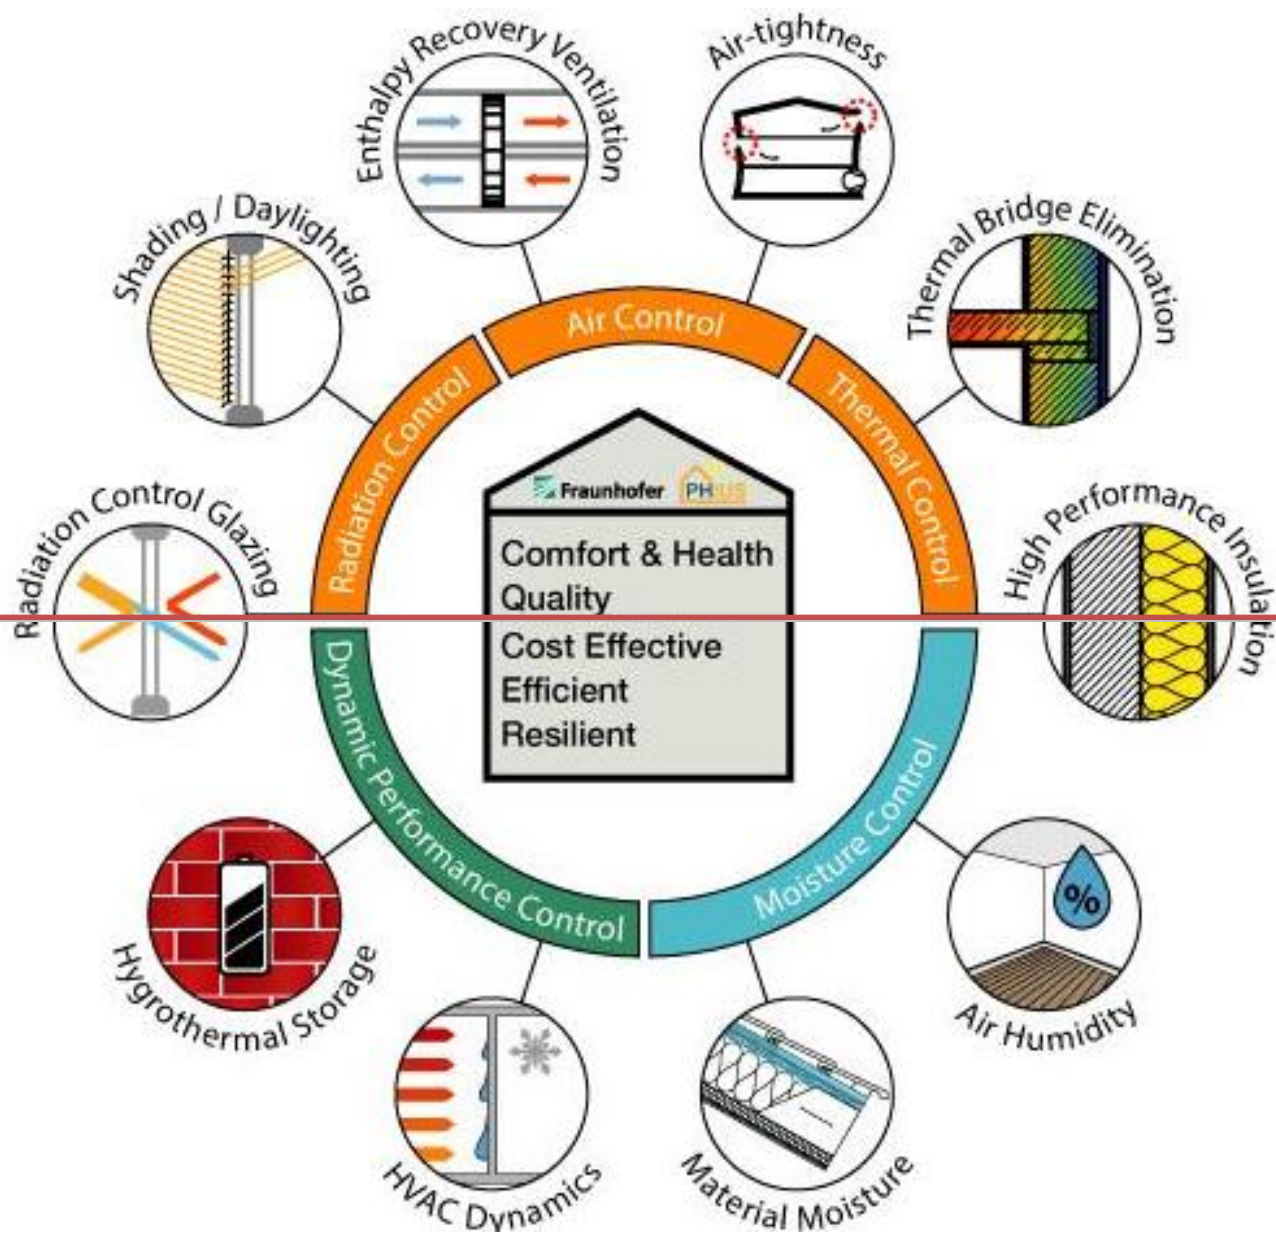 Enthalpy Recovery Ventilation
Air-tightness
Shading / Daylighting
Thermal Bridge Elimination
Air Control
Radiation Control
Thermal Control
Radiation Control Glazing
High Performance Insulation
Fraunhofer
PHIUS
Comfort & Health
Quality
Cost Effective
Efficient
Resilient
Dynamic Performance Control
Moisture Control
%
Hygrothermal Storage
Air Humidity
HVAC Dynamics
Material Moisture